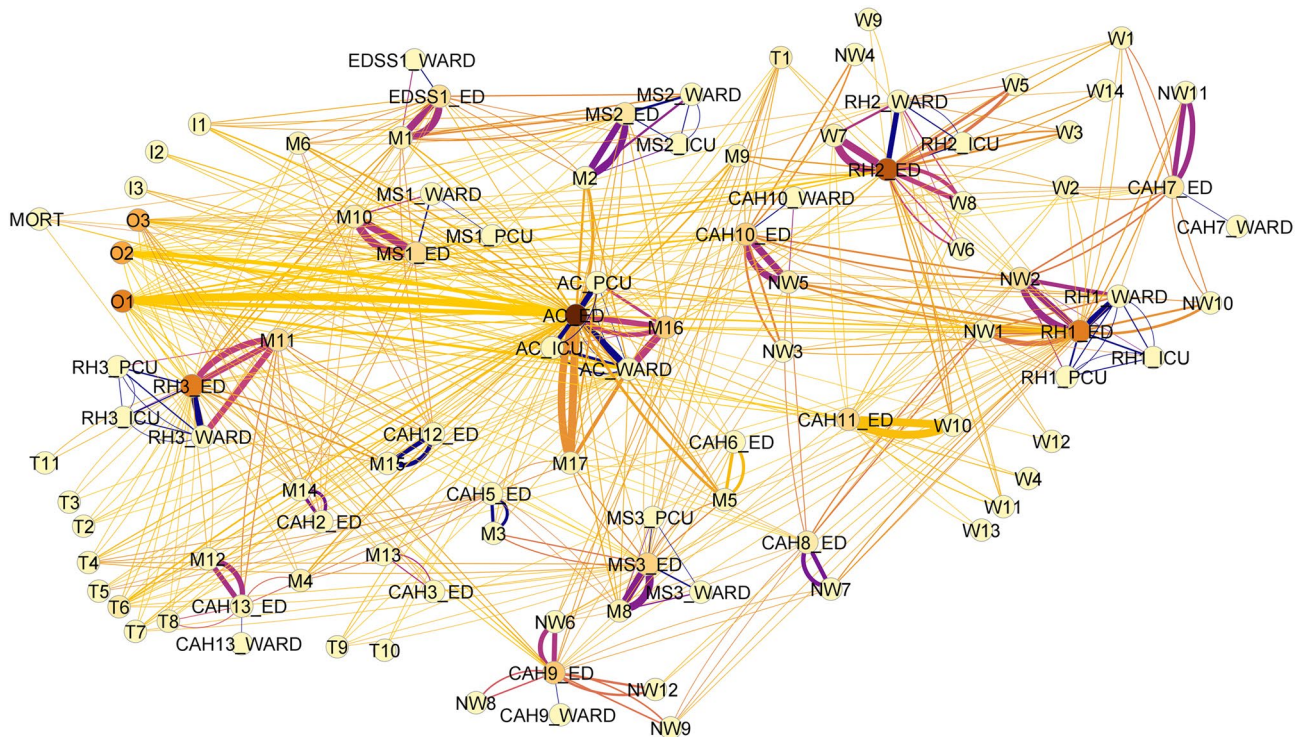 W9
W1
EDSS1_WARD
T1
NW4
EDSS1_ED
MS2_WARD
RH2_WARD
W5
W14
NW11
MS2_ED
I1
M1
M6
MS2_ICU
W7
RH2_ICU
W3
I2
M9
RH2_ED
M2
I3
MS1_WARD
CAH10_WARD
W2
CAH7_ED
MORT
O3
M10
W8
CAH7_WARD
MS1_PCU
CAH10_ED
O2
MS1_ED
W6
AC_PCU
NW5
NW2
RH1_WARD
O1
NW10
AC_ED
M16
NW1
RH1_ED
M11
AC_ICU
NW3
RH1_ICU
RH3_PCU
AC_WARD
RH1_PCU
RH3_ED
RH3_ICU
CAH11_ED
W10
RH3_WARD
CAH12_ED
CAH6_ED
W12
T11
M15
M17
W4
M14
CAH5_ED
M5
T3
W11
CAH2_ED
MS3_PCU
T2
M3
W13
CAH8_ED
M12
M13
T4
MS3_ED
M4
T5
CAH3_ED
MS3_WARD
NW7
T6
CAH13_ED
M8
T8
NW6
T7
CAH13_WARD
T9
T10
CAH9_ED
NW12
NW8
CAH9_WARD
NW9